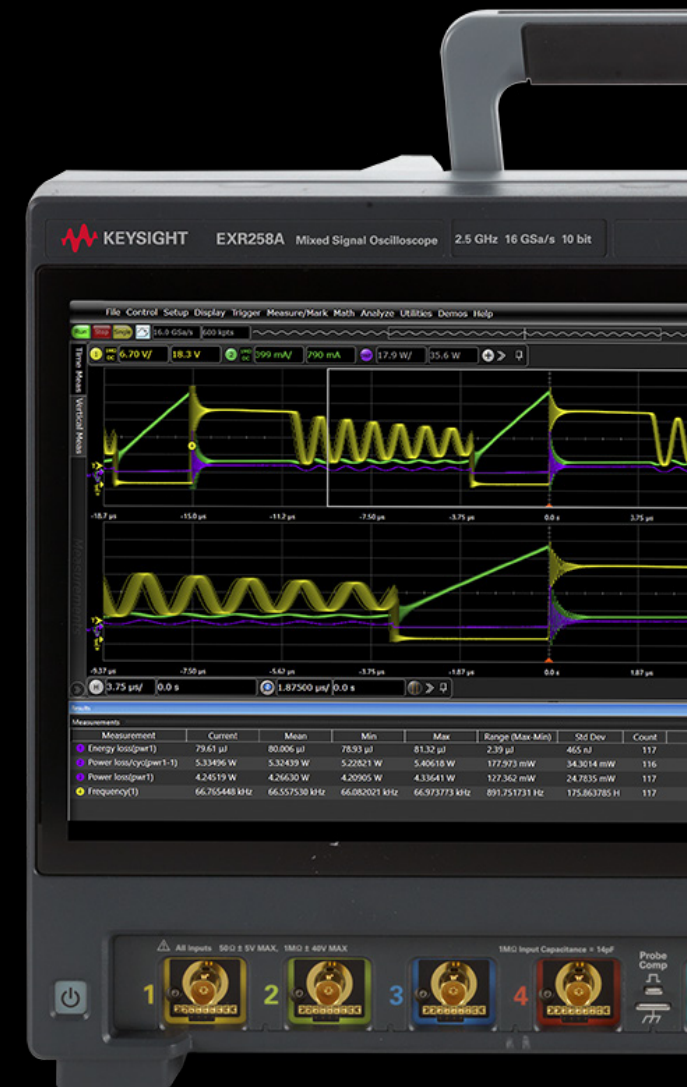 KEYSIGHT EXR258A Mixed Signal Oscilloscope 2.5 GHz 16 GSa/s 10 bit
File Control Setup Display Trigger Measure/Mark Math Analyze Utilities Demos Help
Run Stop Single 16.0 GSa/s 600 kpts
1 6.70 V/ 18.3 V 2 399 mA/ 790 mA 17.9 W/ 35.6 W
Time Meas
Vertical Meas
Measurements
-18.7 µs -15.0 µs -11.2 µs -7.50 µs -3.75 µs 0.0 s 3.75 µs
-9.37 µs -7.50 µs -5.62 µs -3.75 µs -1.87 µs 0.0 s 1.87 µs
H 3.75 µs/ 0.0 s 1.87500 µs/ 0.0 s
Results
Measurements
Measurement Current Mean Min Max Range (Max-Min) Std Dev Count
Energy loss(pwr1) 79.61 µJ 80.006 µJ 78.93 µJ 81.32 µJ 2.39 µJ 465 nJ 117
Power loss/cyc(pwr1-1) 5.33496 W 5.32439 W 5.22821 W 5.40618 W 177.973 mW 34.3014 mW 116
Power loss(pwr1) 4.24519 W 4.26630 W 4.20905 W 4.33641 W 127.362 mW 24.7835 mW 117
Frequency(1) 66.765448 kHz 66.557530 kHz 66.082021 kHz 66.973773 kHz 891.751731 Hz 175.863785 H 117
All Inputs 50Ω ± 5V MAX, 1MΩ ± 40V MAX
1MΩ Input Capacitance = 14pF
Probe
Comp
1 2 3 4